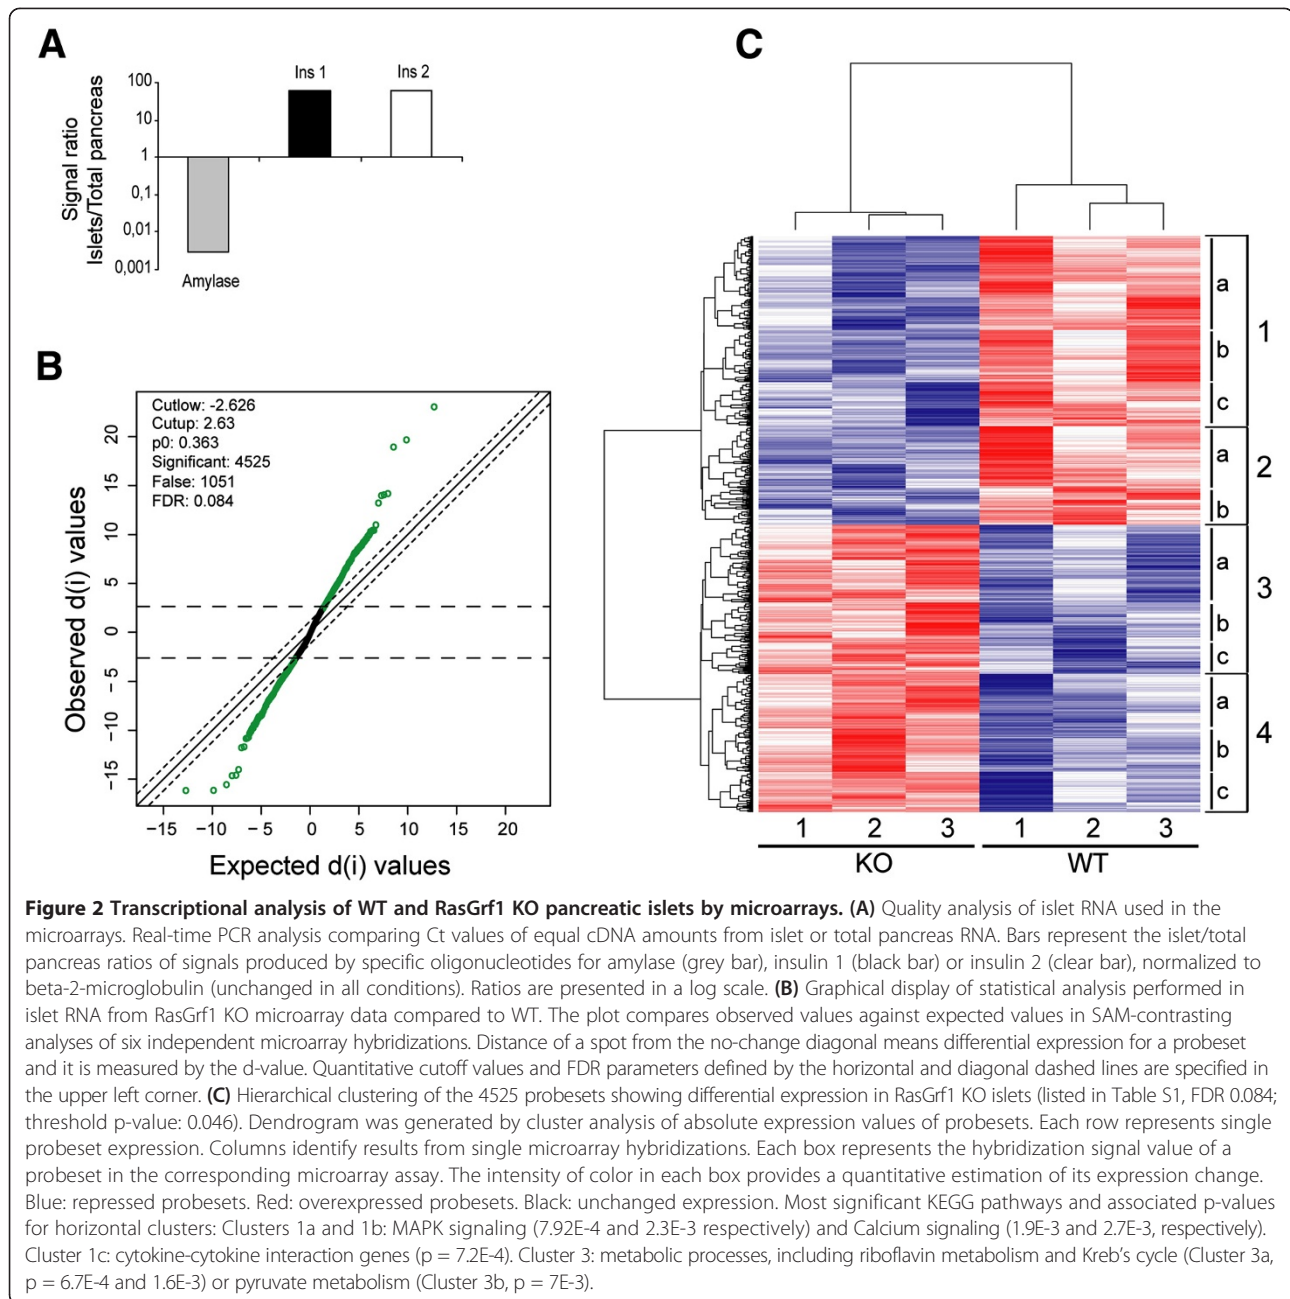 A
Signal ratio
Islets/Total pancreas
100
10
1
0,1
0,01
0,001
Ins 1
Ins 2
Amylase
B
Cutlow: -2.626
Cutup: 2.63
p0: 0.363
Significant: 4525
False: 1051
FDR: 0.084
Observed d(i) values
20
15
10
5
0
−5
−10
−15
−15 −10 −5 0 5 10 15 20
Expected d(i) values
C
a
b
c
1
a
b
2
a
b
c
3
a
b
c
4
1 2 3 1 2 3
KO WT
Figure 2 Transcriptional analysis of WT and RasGrf1 KO pancreatic islets by microarrays. (A) Quality analysis of islet RNA used in the
microarrays. Real-time PCR analysis comparing Ct values of equal cDNA amounts from islet or total pancreas RNA. Bars represent the islet/total
pancreas ratios of signals produced by specific oligonucleotides for amylase (grey bar), insulin 1 (black bar) or insulin 2 (clear bar), normalized to
beta-2-microglobulin (unchanged in all conditions). Ratios are presented in a log scale. (B) Graphical display of statistical analysis performed in
islet RNA from RasGrf1 KO microarray data compared to WT. The plot compares observed values against expected values in SAM-contrasting
analyses of six independent microarray hybridizations. Distance of a spot from the no-change diagonal means differential expression for a probeset
and it is measured by the d-value. Quantitative cutoff values and FDR parameters defined by the horizontal and diagonal dashed lines are specified in
the upper left corner. (C) Hierarchical clustering of the 4525 probesets showing differential expression in RasGrf1 KO islets (listed in Table S1, FDR 0.084;
threshold p-value: 0.046). Dendrogram was generated by cluster analysis of absolute expression values of probesets. Each row represents single
probeset expression. Columns identify results from single microarray hybridizations. Each box represents the hybridization signal value of a
probeset in the corresponding microarray assay. The intensity of color in each box provides a quantitative estimation of its expression change.
Blue: repressed probesets. Red: overexpressed probesets. Black: unchanged expression. Most significant KEGG pathways and associated p-values
for horizontal clusters: Clusters 1a and 1b: MAPK signaling (7.92E-4 and 2.3E-3 respectively) and Calcium signaling (1.9E-3 and 2.7E-3, respectively).
Cluster 1c: cytokine-cytokine interaction genes (p = 7.2E-4). Cluster 3: metabolic processes, including riboflavin metabolism and Kreb's cycle (Cluster 3a,
p = 6.7E-4 and 1.6E-3) or pyruvate metabolism (Cluster 3b, p = 7E-3).